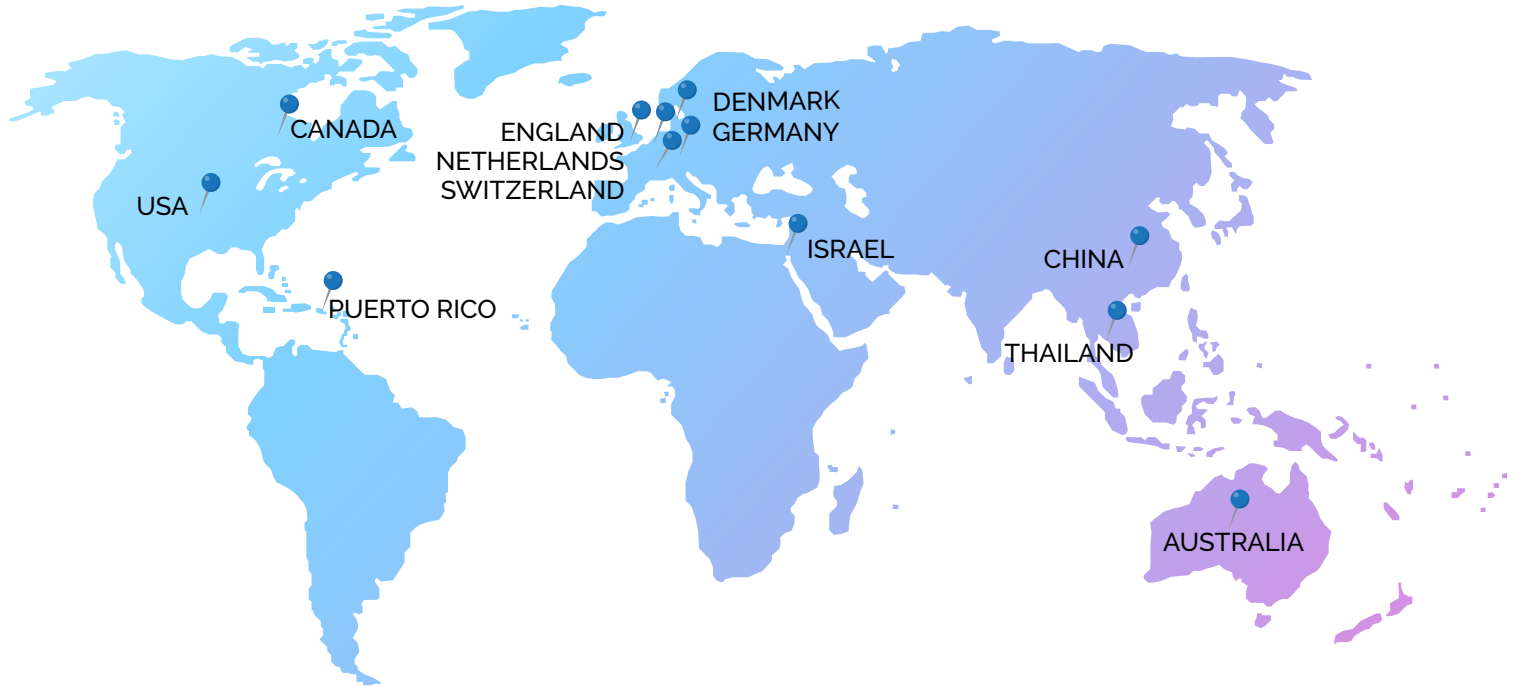 CANADA
USA
PUERTO RICO
ENGLAND
NETHERLANDS
SWITZERLAND
DENMARK
GERMANY
ISRAEL
CHINA
THAILAND
AUSTRALIA